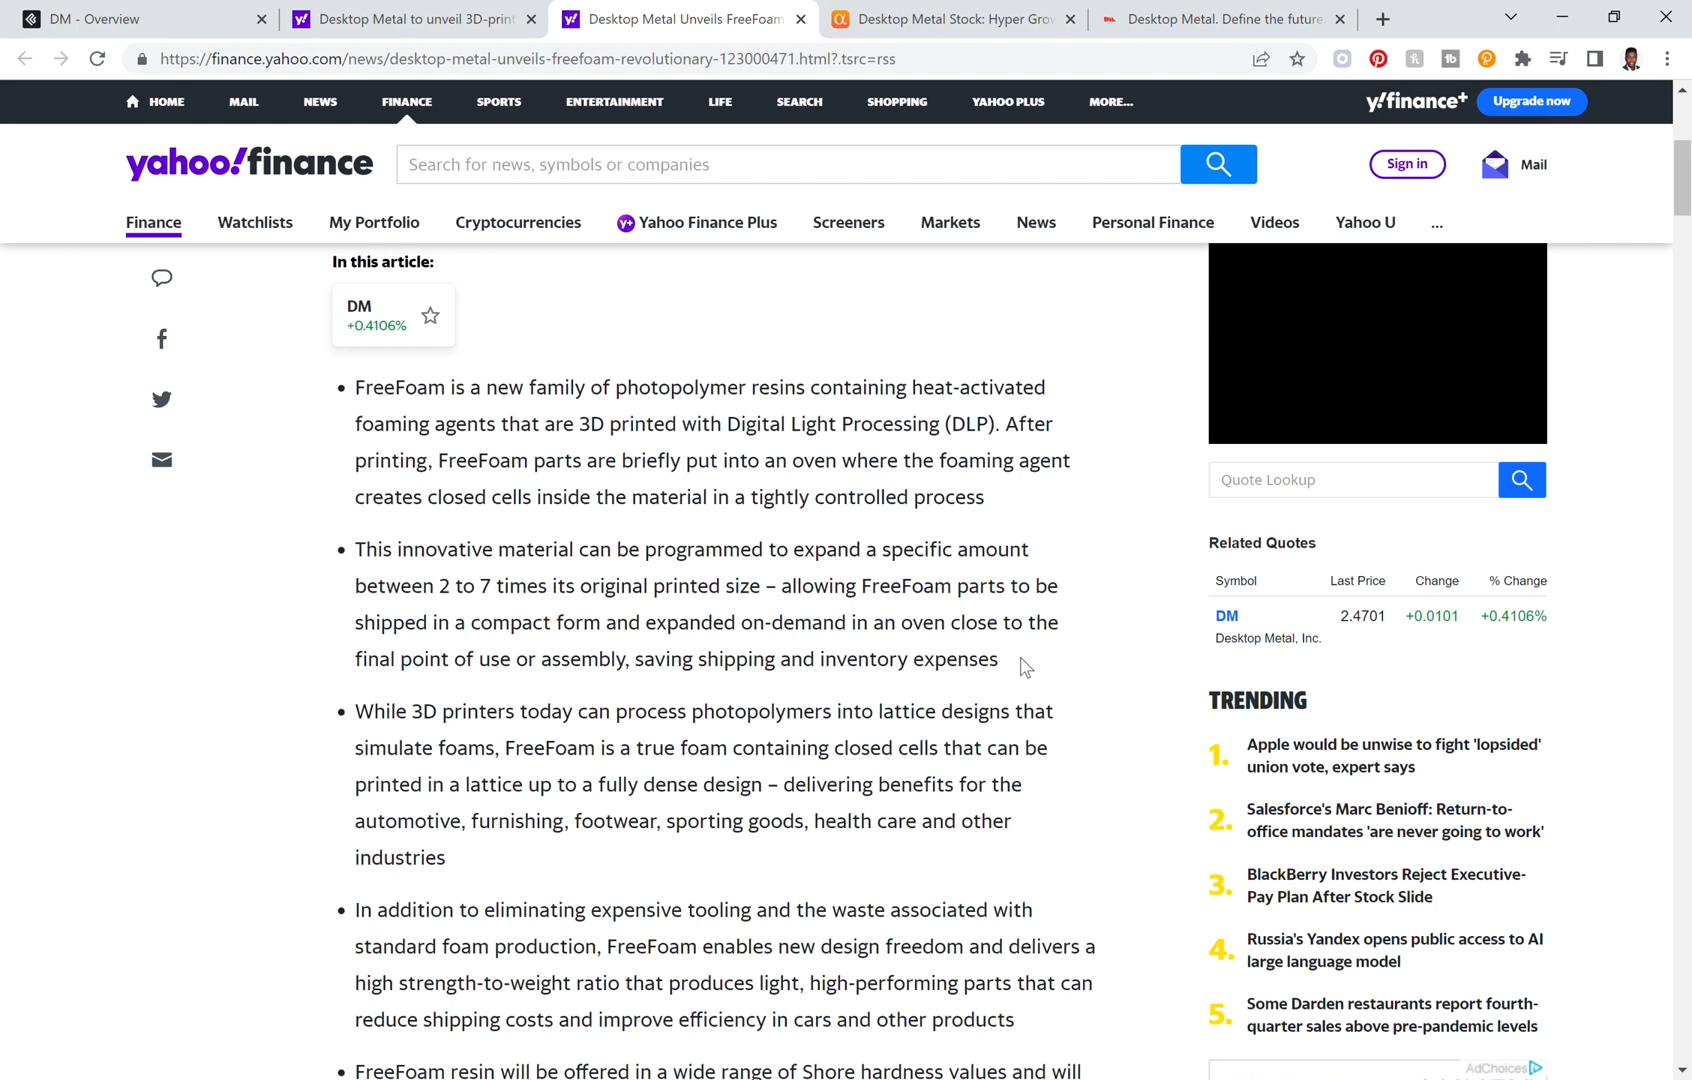 DM - Overview
Desktop Metal to unveil 3D-print
Desktop Metal Unveils FreeFoam
Desktop Metal Stock: Hyper Grow
Desktop Metal. Define the future.
https://finance.yahoo.com/news/desktop-metal-unveils-freefoam-revolutionary-123000471.html?.tsrc=rss
HOME MAIL NEWS FINANCE SPORTS ENTERTAINMENT LIFE SEARCH SHOPPING YAHOO PLUS MORE...
y!finance+ Upgrade now
yahoo!finance
Search for news, symbols or companies
Sign in
Mail
Finance Watchlists My Portfolio Cryptocurrencies Yahoo Finance Plus Screeners Markets News Personal Finance Videos Yahoo U ...
In this article:
DM
+0.4106%
• FreeFoam is a new family of photopolymer resins containing heat-activated
foaming agents that are 3D printed with Digital Light Processing (DLP). After
printing, FreeFoam parts are briefly put into an oven where the foaming agent
creates closed cells inside the material in a tightly controlled process
• This innovative material can be programmed to expand a specific amount
between 2 to 7 times its original printed size – allowing FreeFoam parts to be
shipped in a compact form and expanded on-demand in an oven close to the
final point of use or assembly, saving shipping and inventory expenses
• While 3D printers today can process photopolymers into lattice designs that
simulate foams, FreeFoam is a true foam containing closed cells that can be
printed in a lattice up to a fully dense design – delivering benefits for the
automotive, furnishing, footwear, sporting goods, health care and other
industries
• In addition to eliminating expensive tooling and the waste associated with
standard foam production, FreeFoam enables new design freedom and delivers a
high strength-to-weight ratio that produces light, high-performing parts that can
reduce shipping costs and improve efficiency in cars and other products
• FreeFoam resin will be offered in a wide range of Shore hardness values and will
Quote Lookup
Related Quotes
Symbol Last Price Change % Change
DM 2.4701 +0.0101 +0.4106%
Desktop Metal, Inc.
TRENDING
1. Apple would be unwise to fight 'lopsided'
union vote, expert says
2. Salesforce's Marc Benioff: Return-to-
office mandates 'are never going to work'
3. BlackBerry Investors Reject Executive-
Pay Plan After Stock Slide
4. Russia's Yandex opens public access to AI
large language model
5. Some Darden restaurants report fourth-
quarter sales above pre-pandemic levels
AdChoices